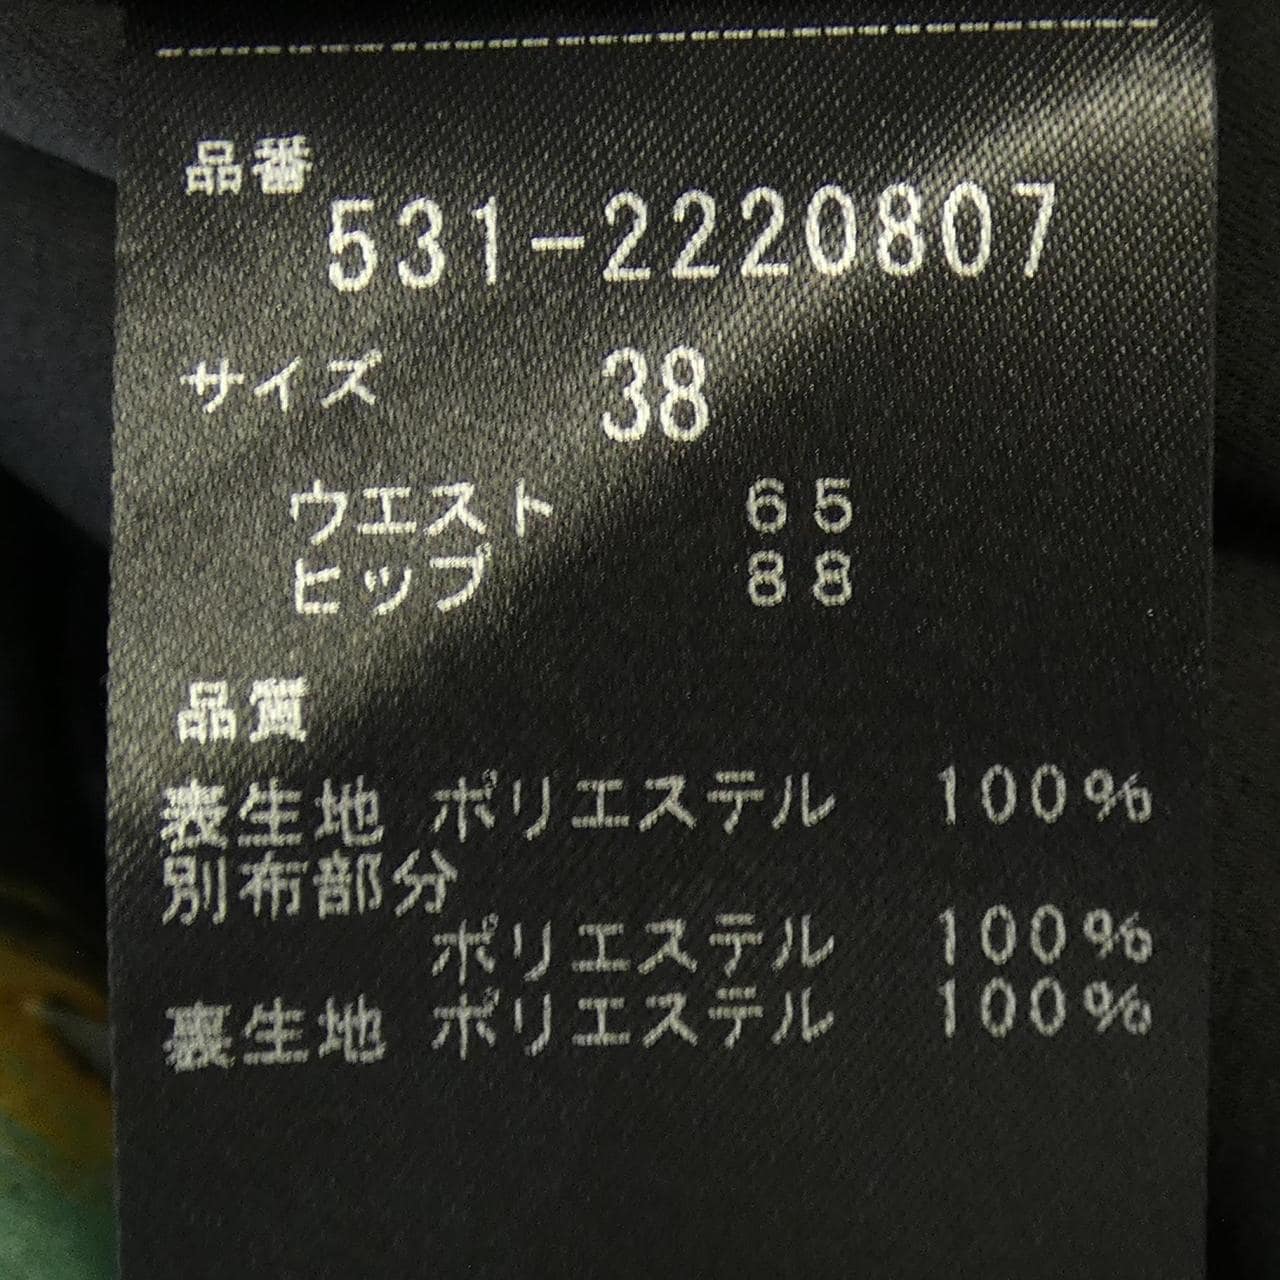 品番
531-2220807
サイズ 38
ウエスト 65
ヒップ 88
品質
表生地 ポリエステル 100%
別布部分
ポリエステル 100%
裏生地 ポリエステル 100%